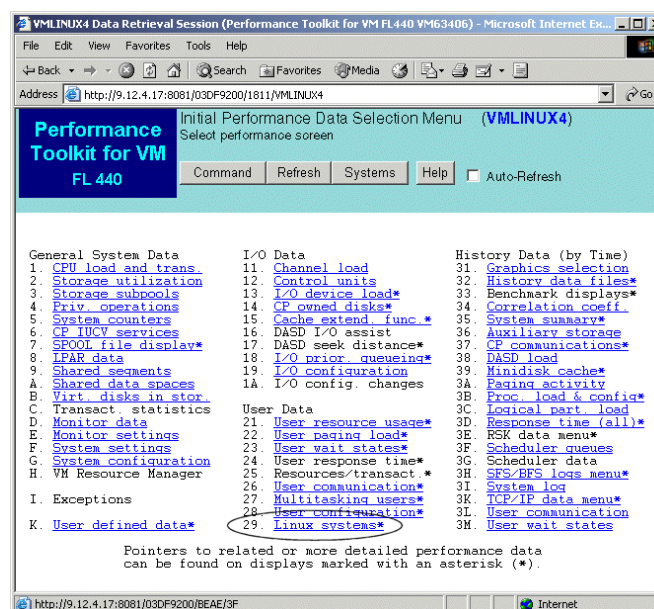 VMLINUX4 Data Retrieval Session (Performance Toolkit for VM FL440 VM63406) - Microsoft Internet Ex...
File Edit View Favorites Tools Help
Back Search Favorites Media
Address http://9.12.4.17:8081/03DF9200/1811/VMLINUX4 Go
Performance Toolkit for VM FL 440
Initial Performance Data Selection Menu (VMLINUX4)
Select performance screen
Command Refresh Systems Help Auto-Refresh
General System Data I/O Data History Data (by Time)
1. CPU load and trans. 11. Channel load 31. Graphics selection
2. Storage utilization 12. Control units 32. History data files*
3. Storage subpools 13. I/O device load* 33. Benchmark displays*
4. Priv. operations 14. CP owned disks* 34. Correlation coeff.
5. System counters 15. Cache extend. func.* 35. System summary*
6. CP IUCV services 16. DASD I/O assist 36. Auxiliary storage
7. SPOOL file display* 17. DASD seek distance* 37. CP communications*
8. LPAR data 18. I/O prior. queueing* 38. DASD load
9. Shared segments 19. I/O configuration 39. Minidisk cache*
A. Shared data spaces 1A. I/O config. changes 3A. Paging activity
B. Virt. disks in stor. 3B. Proc. load & config*
C. Transact. statistics User Data 3C. Logical part. load
D. Monitor data 21. User resource usage* 3D. Response time (all)*
E. Monitor settings 22. User paging load* 3E. RSK data menu*
F. System settings 23. User wait states* 3F. Scheduler queues
G. System configuration 24. User response time* 3G. Scheduler data
H. VM Resource Manager 25. Resources/transact.* 3H. SFS/BFS logs menu*
26. User communication* 3I. System log
I. Exceptions 27. Multitasking users* 3K. TCP/IP data menu*
28. User configuration* 3L. User communication
K. User defined data* 29. Linux systems* 3M. User wait states
Pointers to related or more detailed performance data
can be found on displays marked with an asterisk (*).
http://9.12.4.17:8081/03DF9200/BEAE/3F Internet